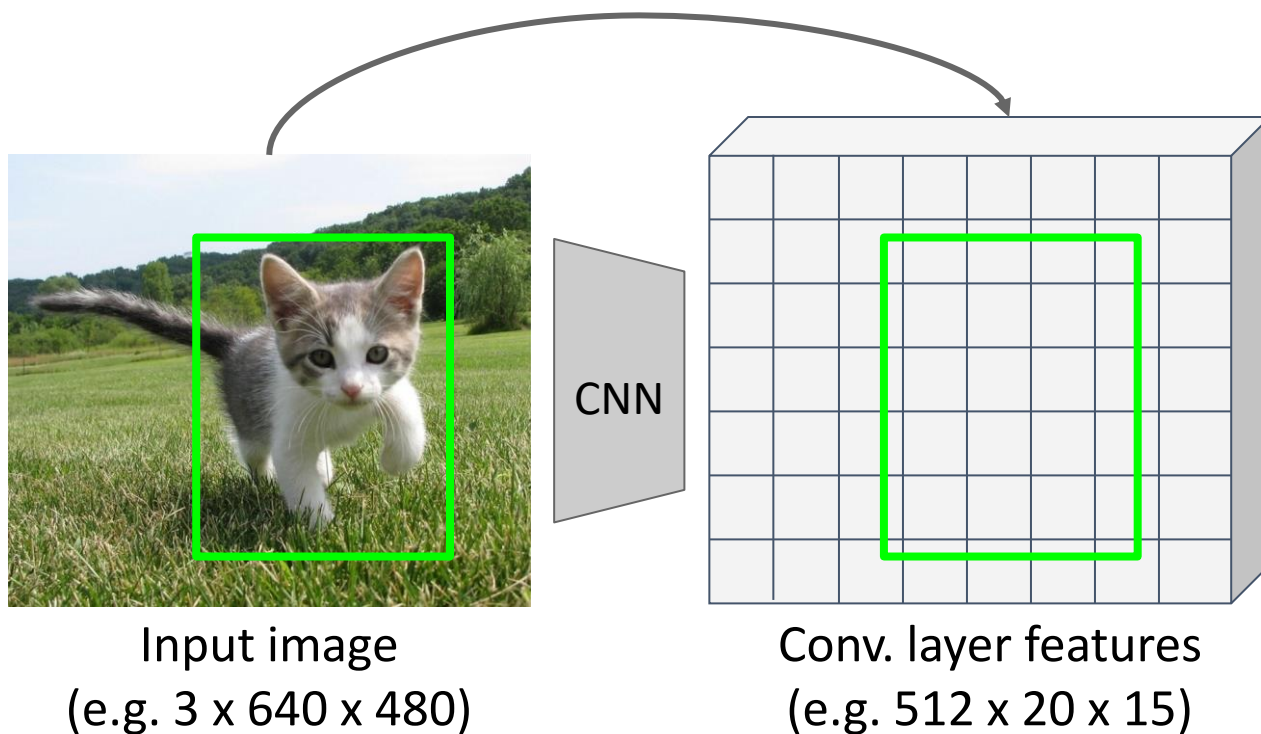 CNN
Input image
(e.g. 3 x 640 x 480)
Conv. layer features
(e.g. 512 x 20 x 15)